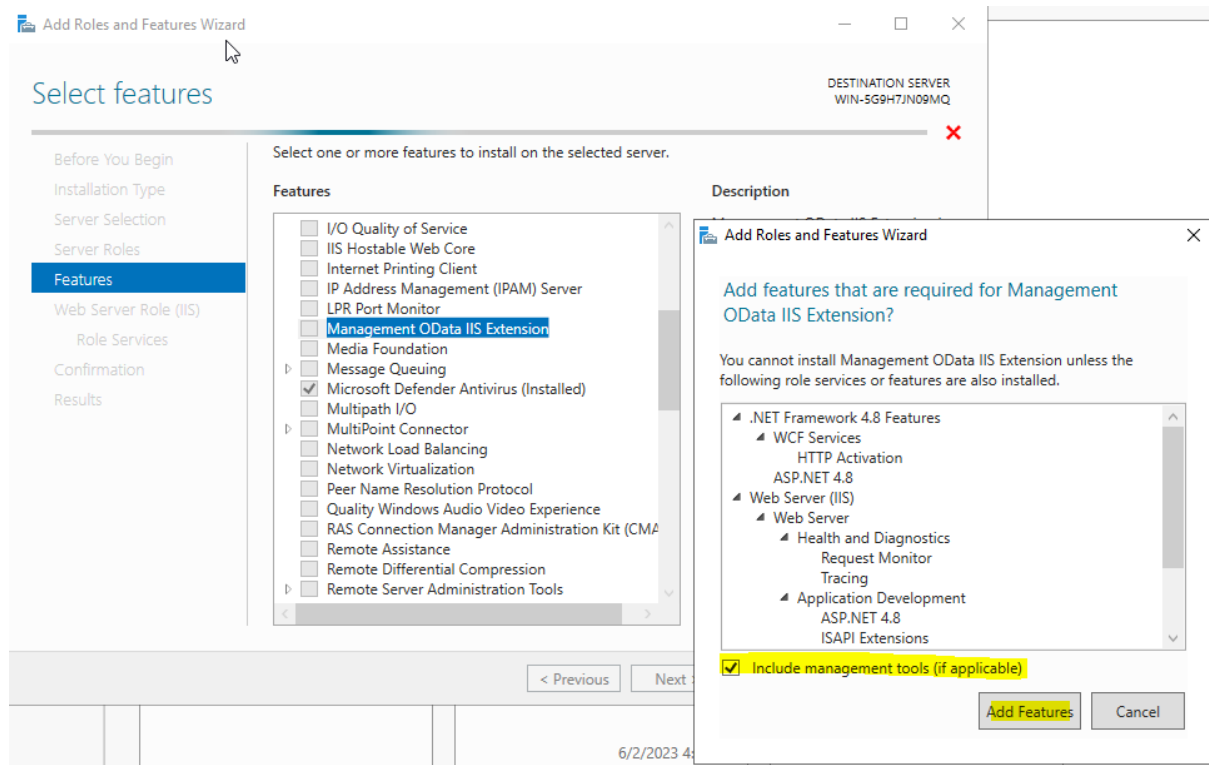 Add Roles and Features Wizard
Select features
DESTINATION SERVER
WIN-5G9H7JN09MQ
Before You Begin
Installation Type
Server Selection
Server Roles
Features
Web Server Role (IIS)
Role Services
Confirmation
Results
Select one or more features to install on the selected server.
Features
I/O Quality of Service
IIS Hostable Web Core
Internet Printing Client
IP Address Management (IPAM) Server
LPR Port Monitor
Management OData IIS Extension
Media Foundation
Message Queuing
Microsoft Defender Antivirus (Installed)
Multipath I/O
MultiPoint Connector
Network Load Balancing
Network Virtualization
Peer Name Resolution Protocol
Quality Windows Audio Video Experience
RAS Connection Manager Administration Kit (CMA
Remote Assistance
Remote Differential Compression
Remote Server Administration Tools
Description
< Previous
Next
6/2/2023 4:
Add Roles and Features Wizard
Add features that are required for Management
OData IIS Extension?
You cannot install Management OData IIS Extension unless the
following role services or features are also installed.
.NET Framework 4.8 Features
WCF Services
HTTP Activation
ASP.NET 4.8
Web Server (IIS)
Web Server
Health and Diagnostics
Request Monitor
Tracing
Application Development
ASP.NET 4.8
ISAPI Extensions
Include management tools (if applicable)
Add Features
Cancel